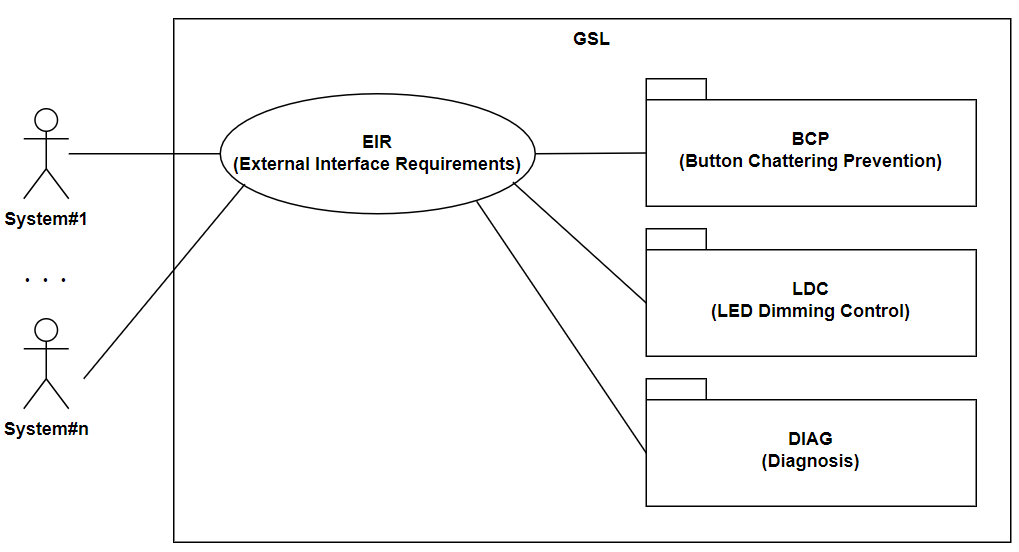 GSL
EIR
(External Interface Requirements)
BCP
(Button Chattering Prevention)
System#1
. . .
LDC
(LED Dimming Control)
System#n
DIAG
(Diagnosis)